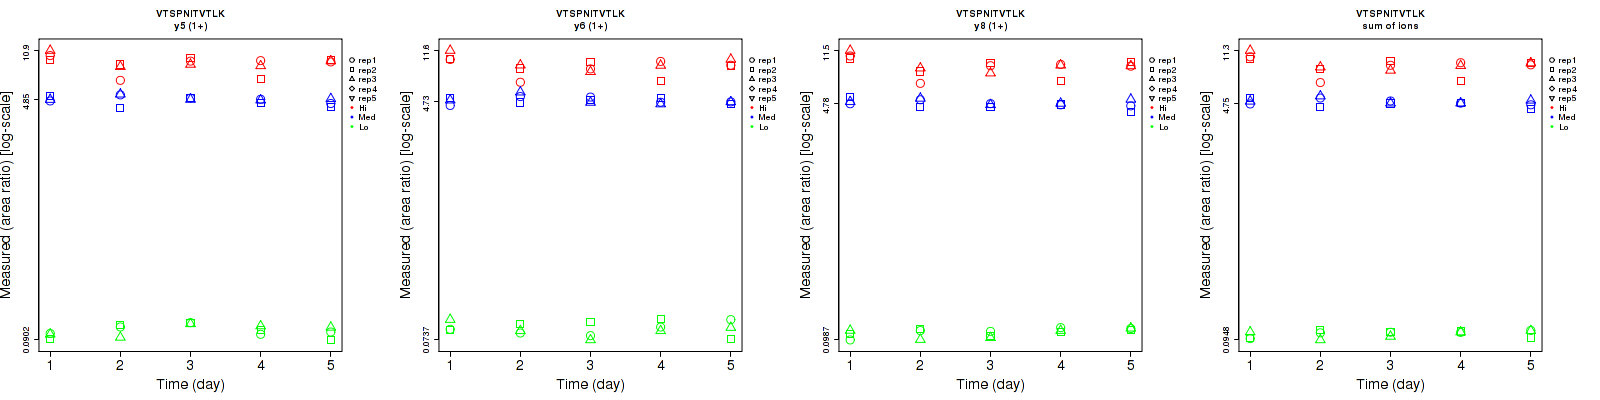 VTSPNITVTLK
y5 (1+)
Measured (area ratio) [log-scale]
10.9
4.85
0.0902
1 2 3 4 5
Time (day)
rep1
rep2
rep3
rep4
rep5
Hi
Med
Lo
VTSPNITVTLK
y6 (1+)
Measured (area ratio) [log-scale]
11.6
4.73
0.0737
1 2 3 4 5
Time (day)
rep1
rep2
rep3
rep4
rep5
Hi
Med
Lo
VTSPNITVTLK
y8 (1+)
Measured (area ratio) [log-scale]
11.5
4.78
0.0987
1 2 3 4 5
Time (day)
rep1
rep2
rep3
rep4
rep5
Hi
Med
Lo
VTSPNITVTLK
sum of ions
Measured (area ratio) [log-scale]
11.3
4.75
0.0948
1 2 3 4 5
Time (day)
rep1
rep2
rep3
rep4
rep5
Hi
Med
Lo